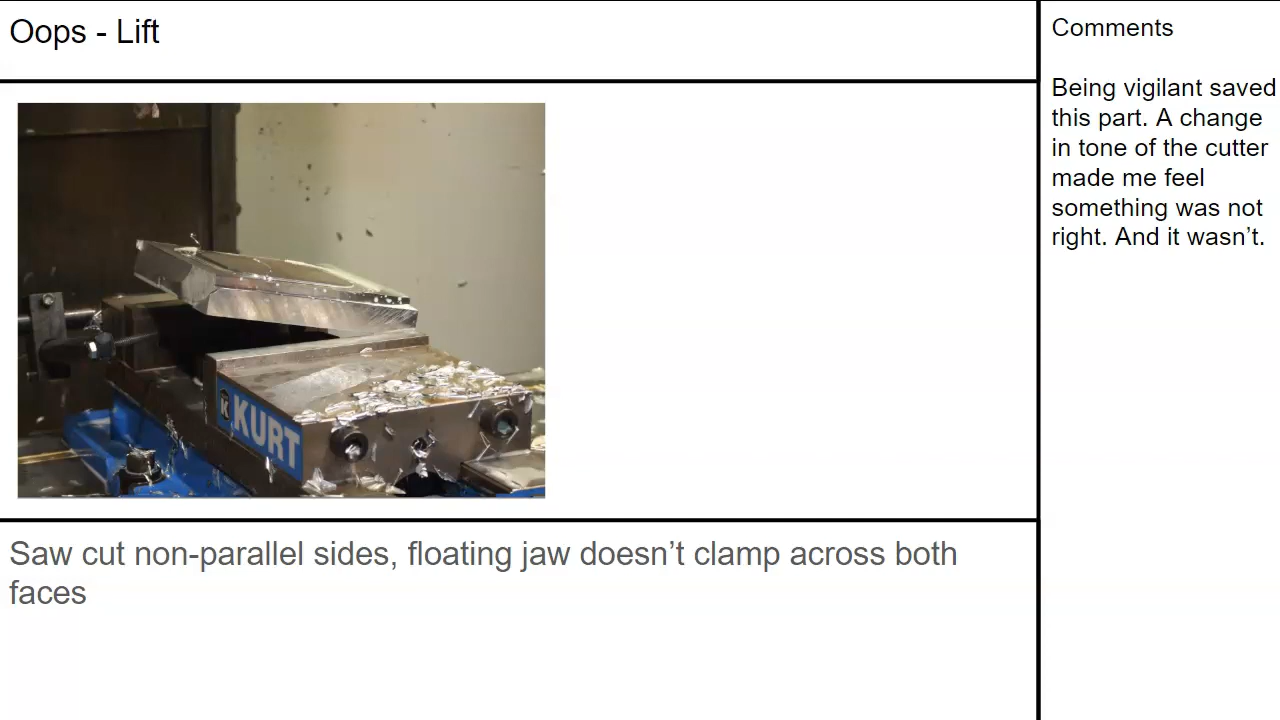 Oops - Lift
Comments
Being vigilant saved
this part. A change
in tone of the cutter
made me feel
something was not
right. And it wasn’t.
K KURT
Saw cut non-parallel sides, floating jaw doesn’t clamp across both
faces